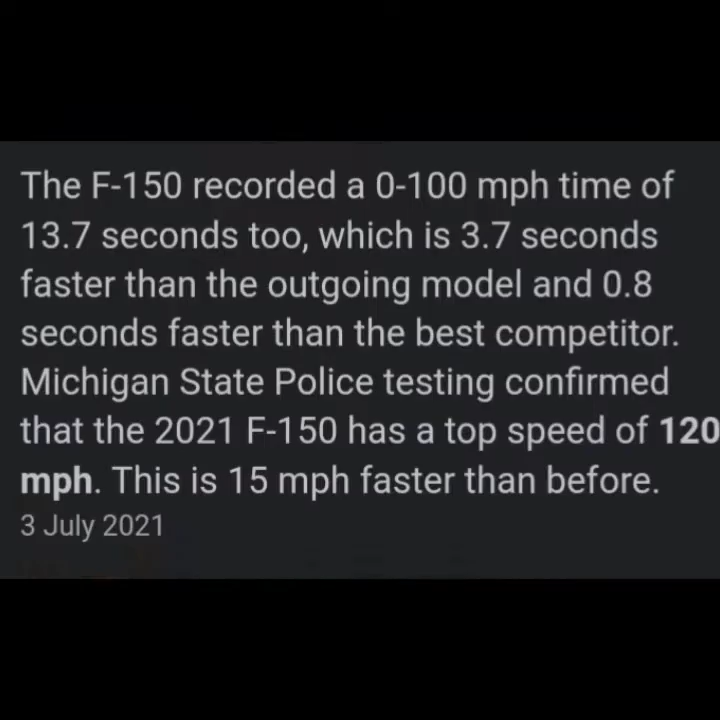 The F-150 recorded a 0-100 mph time of
13.7 seconds too, which is 3.7 seconds
faster than the outgoing model and 0.8
seconds faster than the best competitor.
Michigan State Police testing confirmed
that the 2021 F-150 has a top speed of 120
mph. This is 15 mph faster than before.
3 July 2021